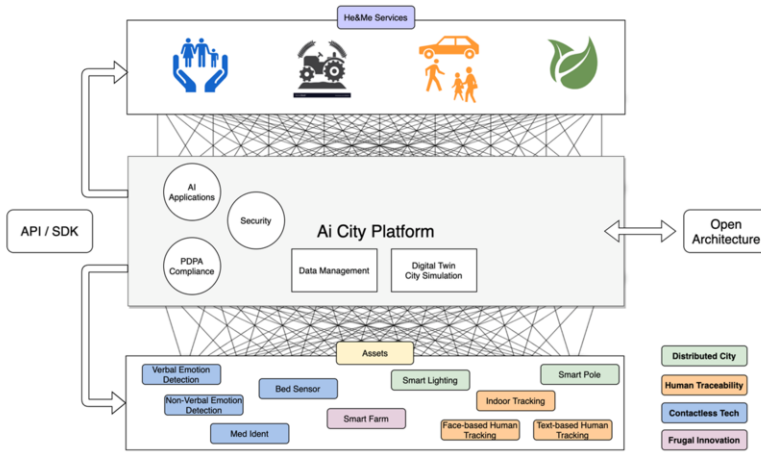 He&Me Services
AI
Applications
Security
API / SDK
Ai City Platform
Open
Architecture
PDPA
Compliance
Data Management
Digital Twin
City Simulation
Assets
Verbal Emotion
Detection
Bed Sensor
Smart Lighting
Smart Pole
Non-Verbal Emotion
Detection
Indoor Tracking
Med Ident
Smart Farm
Face-based Human
Tracking
Text-based Human
Tracking
Distributed City
Human Traceability
Contactless Tech
Frugal Innovation